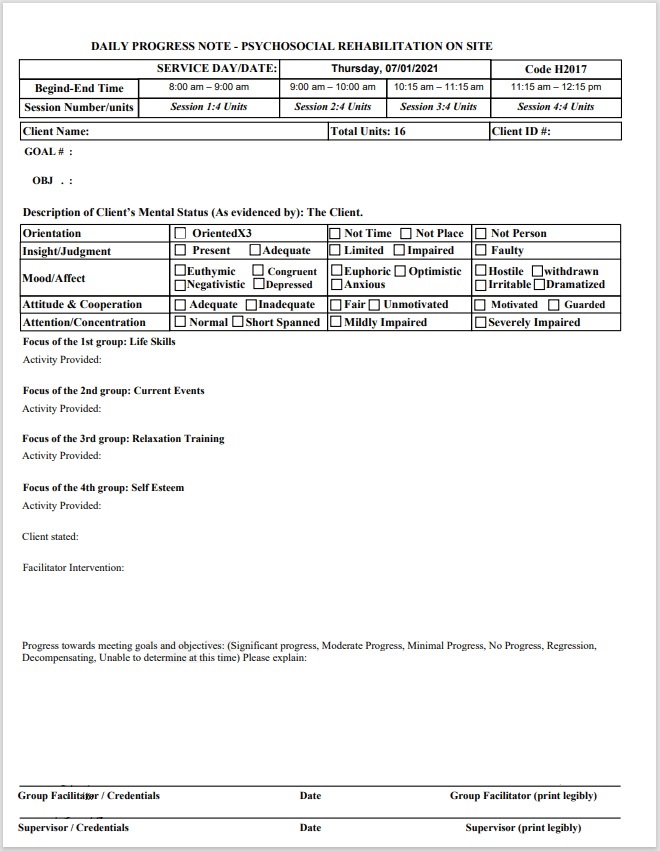 DAILY PROGRESS NOTE - PSYCHOSOCIAL REHABILITATION ON SITE
SERVICE DAY/DATE: Thursday, 07/01/2021 Code H2017
Begind-End Time 8:00 am – 9:00 am 9:00 am – 10:00 am 10:15 am – 11:15 am 11:15 am – 12:15 pm
Session Number/units Session 1:4 Units Session 2:4 Units Session 3:4 Units Session 4:4 Units
Client Name: Total Units: 16 Client ID #:
GOAL # :
OBJ . :
Description of Client's Mental Status (As evidenced by): The Client.
Orientation OrientedX3 Not Time Not Place Not Person
Insight/Judgment Present Adequate Limited Impaired Faulty
Mood/Affect Euthymic Congruent Euphoric Optimistic Hostile withdrawn
Negativistic Depressed Anxious Irritable Dramatized
Attitude & Cooperation Adequate Inadequate Fair Unmotivated Motivated Guarded
Attention/Concentration Normal Short Spanned Mildly Impaired Severely Impaired
Focus of the 1st group: Life Skills
Activity Provided:
Focus of the 2nd group: Current Events
Activity Provided:
Focus of the 3rd group: Relaxation Training
Activity Provided:
Focus of the 4th group: Self Esteem
Activity Provided:
Client stated:
Facilitator Intervention:
Progress towards meeting goals and objectives: (Significant progress, Moderate Progress, Minimal Progress, No Progress, Regression,
Decompensating, Unable to determine at this time) Please explain:
Group Facilitator / Credentials Date Group Facilitator (print legibly)
Supervisor / Credentials Date Supervisor (print legibly)